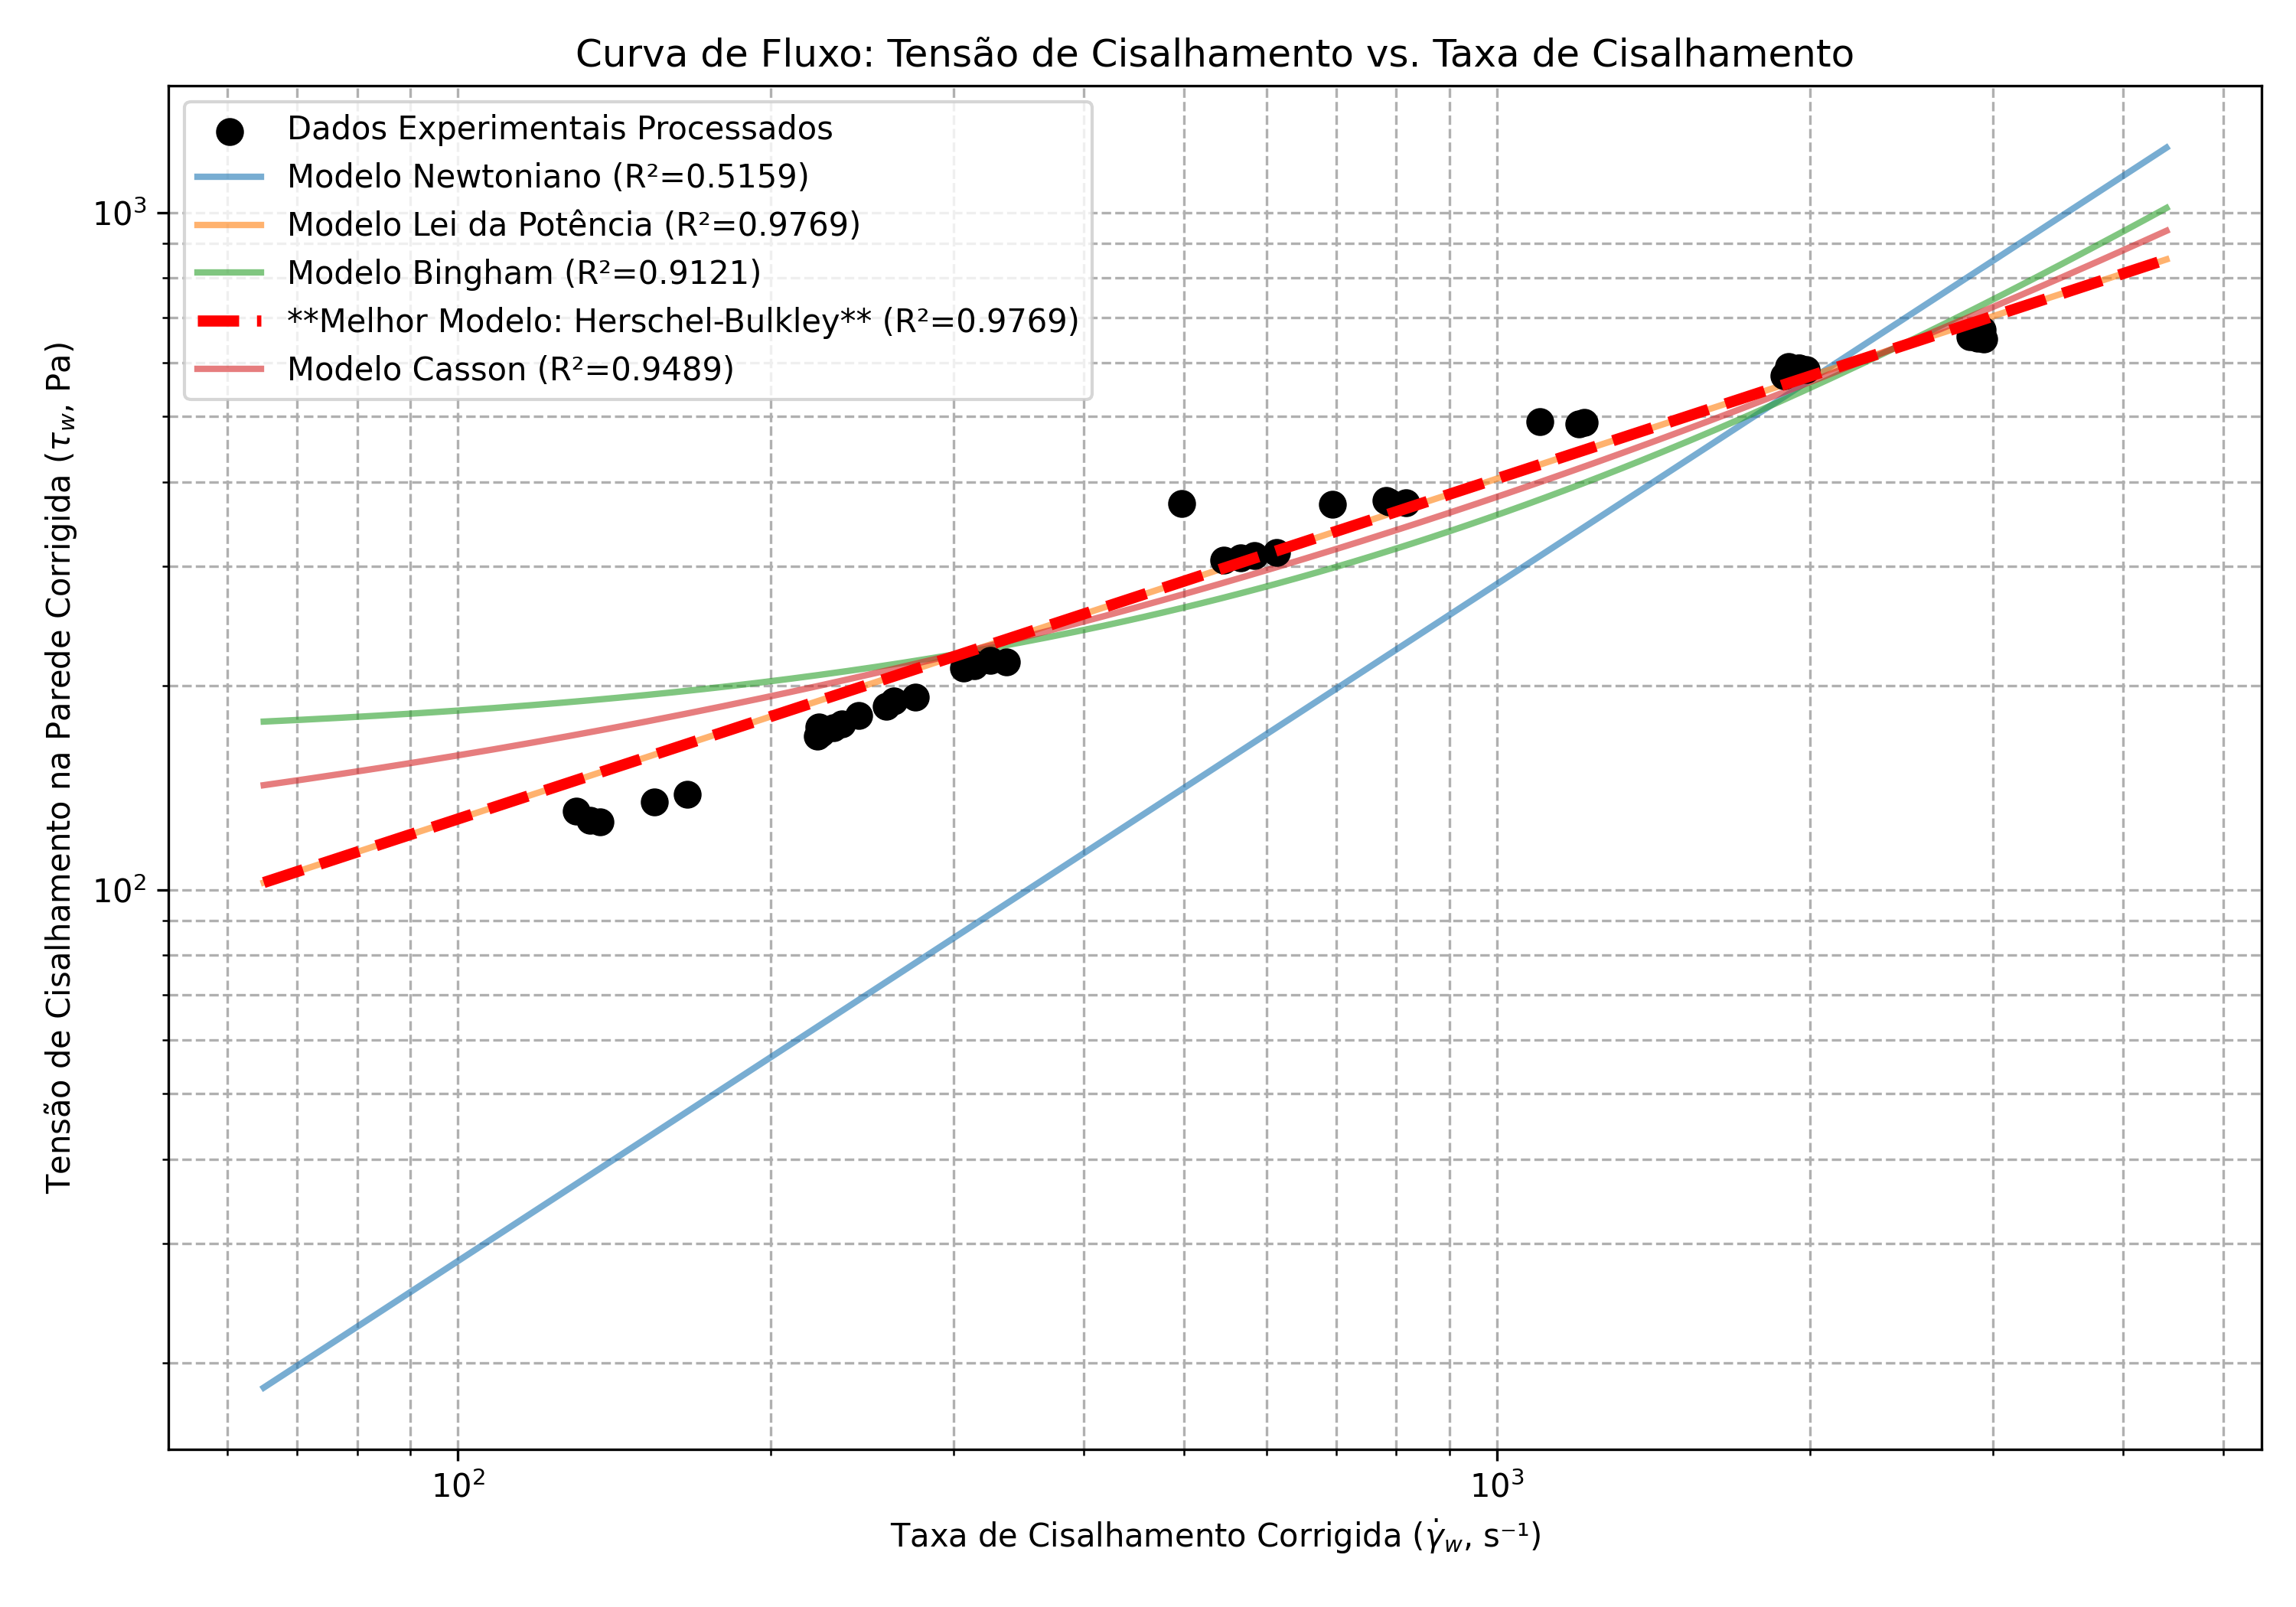 Curva de Fluxo: Tensão de Cisalhamento vs. Taxa de Cisalhamento
Dados Experimentais Processados
Modelo Newtoniano (R²=0.5159)
Modelo Lei da Potência (R²=0.9769)
Modelo Bingham (R²=0.9121)
**Melhor Modelo: Herschel-Bulkley** (R²=0.9769)
Modelo Casson (R²=0.9489)
Tensão de Cisalhamento na Parede Corrigida (τ_w, Pa)
10³
10²
10²
10³
Taxa de Cisalhamento Corrigida (γ̇_w, s⁻¹)